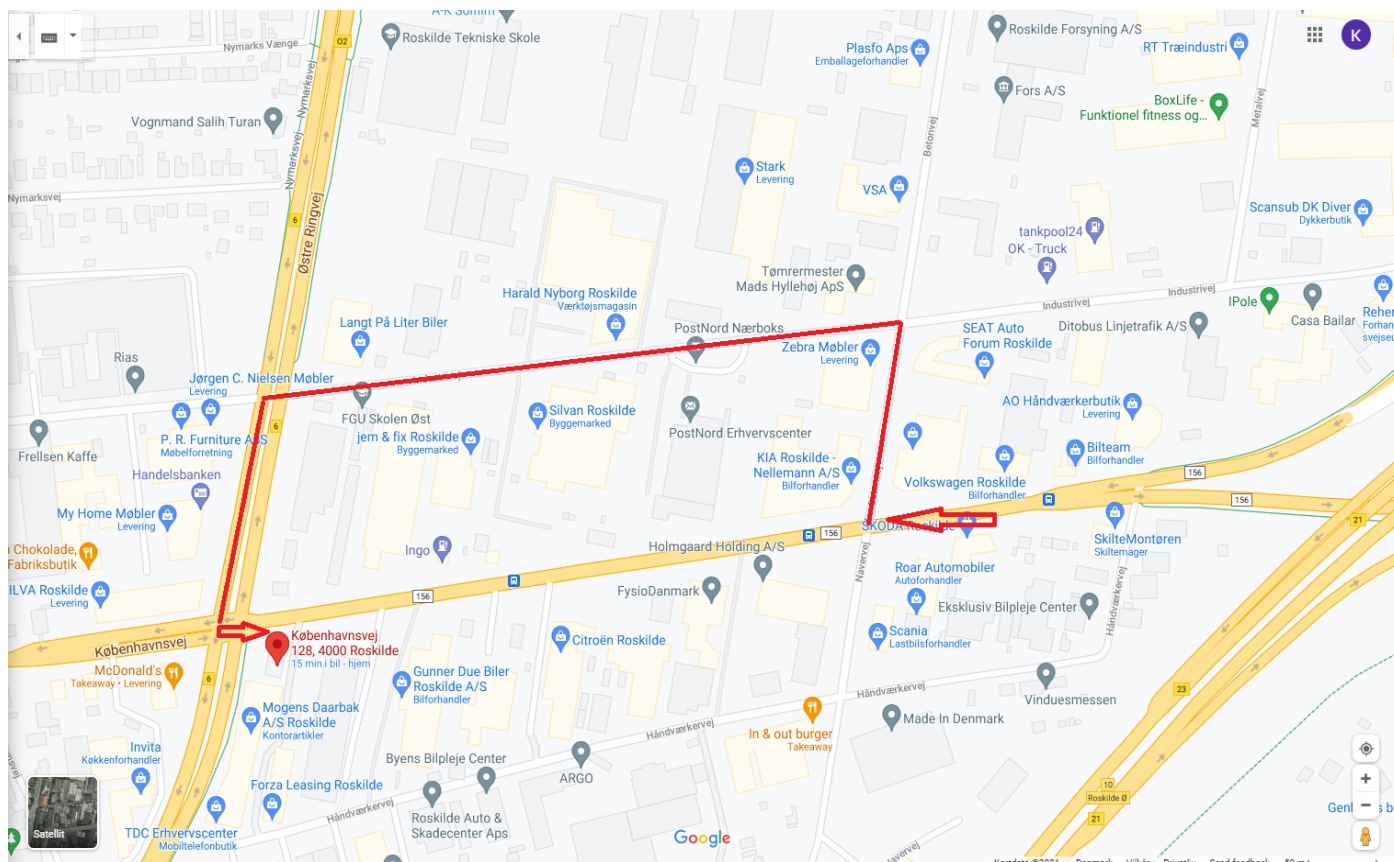 A-K Somim
Nymarks Vænge
02
Nymarksvej
Roskilde Tekniske Skole
Plasfo Aps
Emballageforhandler
Roskilde Forsyning A/S
RT Træindustri
K
Fors A/S
BoxLife -
Funktionel fitness og...
Vognmand Salih Turan
Nymarksvej
Betonvej
Metalvej
Stark
Levering
VSA
Nymarksvej
6
Østre Ringvej
Scansub DK Diver
Dykkerbutik
tankpool24
OK - Truck
Tømrermester
Mads Hyllehøj ApS
Harald Nyborg Roskilde
Værktøjsmagasin
Industrivej
Industrivej
IPole
Casa Bailar
Langt På Liter Biler
PostNord Nærboks
SEAT Auto
Forum Roskilde
Ditobus Linjetrafik A/S
Zebra Møbler
Levering
Rias
Jørgen C. Nielsen Møbler
Levering
FGU Skolen Øst
Silvan Roskilde
Byggemarked
AO Håndværkerbutik
Levering
6
P. R. Furniture A/S
Møbelforretning
jem & fix Roskilde
Byggemarked
PostNord Erhvervscenter
Frellsen Kaffe
Bilteam
Bilforhandler
KIA Roskilde -
Nellemann A/S
Bilforhandler
Handelsbanken
Volkswagen Roskilde
Bilforhandler
156
156
21
My Home Møbler
Levering
ŠKODA Roskilde
156
SkilteMontøren
Skiltemager
Ingo
Holmgaard Holding A/S
Chokolade,
Fabriksbutik
Roar Automobiler
Autoforhandler
Navervej
ILVA Roskilde
Levering
156
FysioDanmark
Eksklusiv Bilpleje Center
Håndværkervej
Københavnsvej
Københavnsvej
128, 4000 Roskilde
15 min i bil - hjem
Citroën Roskilde
Scania
Lastbilsforhandler
McDonald's
Takeaway • Levering
6
Gunner Due Biler
Roskilde A/S
Bilforhandler
23
Håndværkervej
Vinduesmessen
Mogens Daarbak
A/S Roskilde
Kontorartikler
Made In Denmark
Håndværkervej
In & out burger
Takeaway
Invita
Køkkenforhandler
Byens Bilpleje Center
ARGO
Forza Leasing Roskilde
10
Roskilde Ø
21
Håndværkervej
Roskilde Auto &
Skadecenter Aps
TDC Erhvervscenter
Mobiltelefonbutik
Satellit
Google